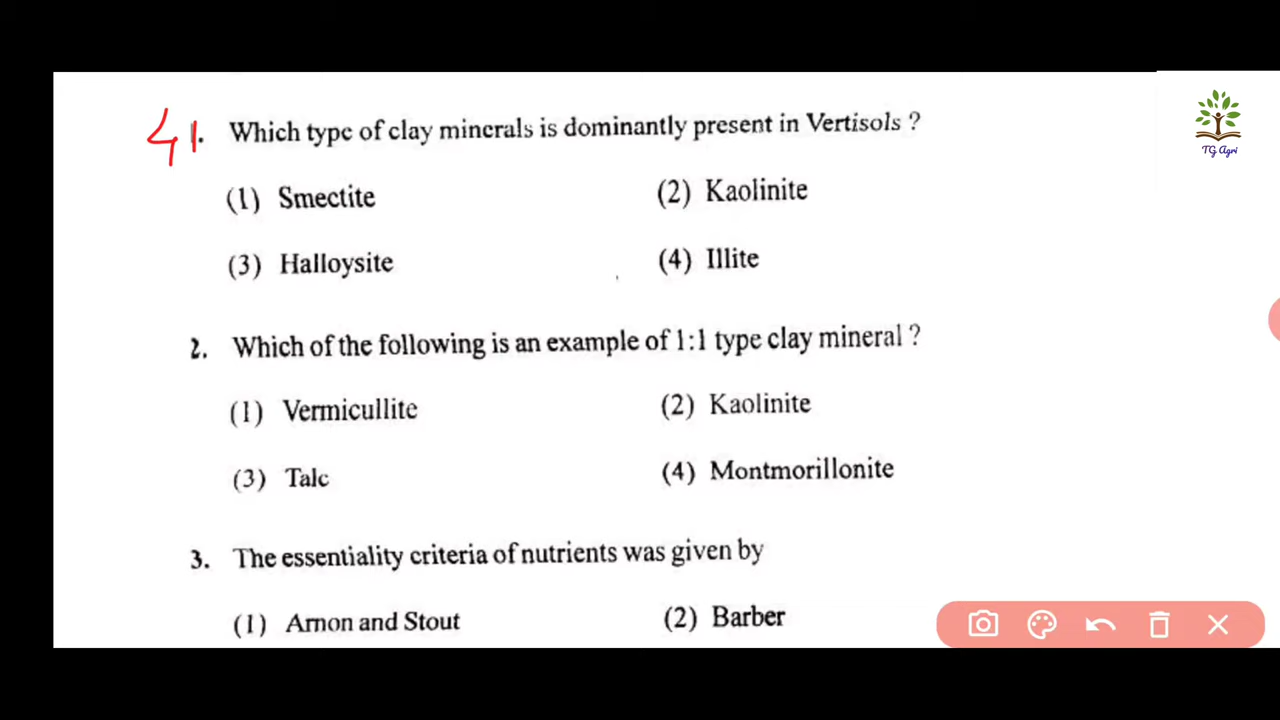 41. Which type of clay minerals is dominantly present in Vertisols ?
(1) Smectite (2) Kaolinite
(3) Halloysite (4) Illite
2. Which of the following is an example of 1:1 type clay mineral ?
(1) Vermicullite (2) Kaolinite
(3) Talc (4) Montmorillonite
3. The essentiality criteria of nutrients was given by
(1) Arnon and Stout (2) Barber
TG Agri